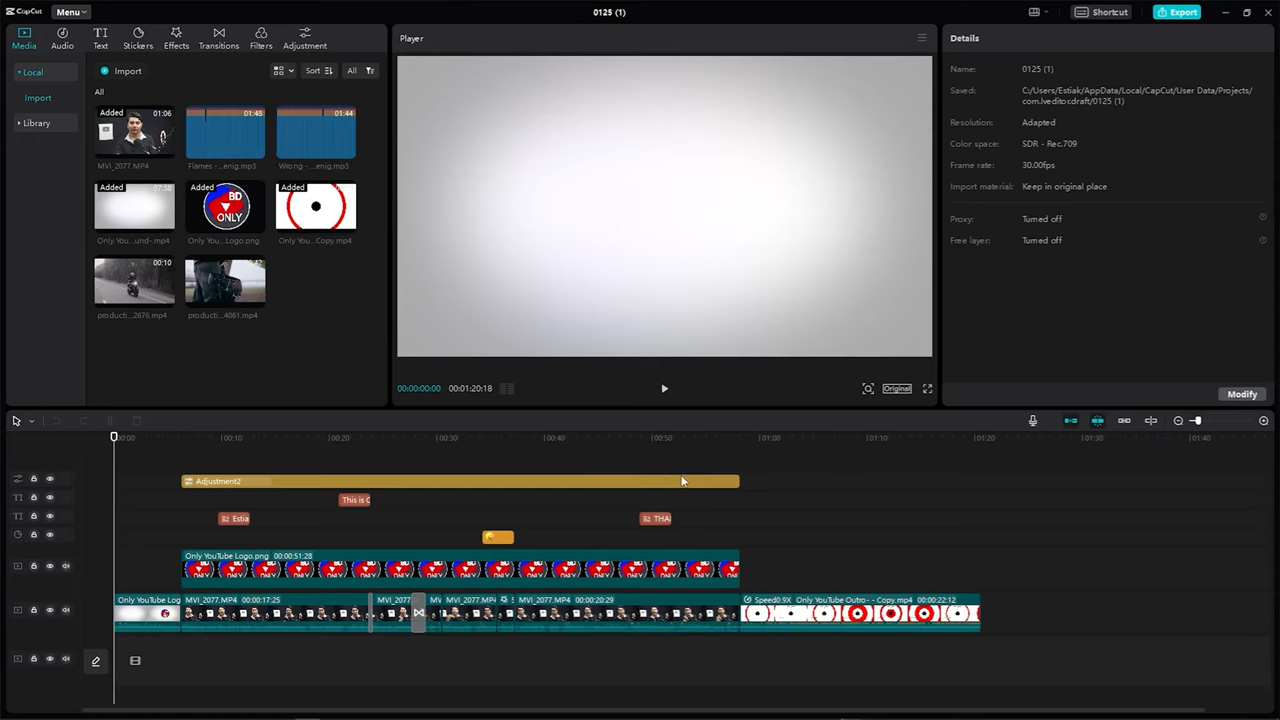 CapCut
Menu
0125 (1)
Shortcut
Export
Media
Audio
Text
Stickers
Effects
Transitions
Filters
Adjustment
Local
Import
Library
Import
Sort
All
All
Added
01:06
MVI_2077.MP4
01:48
Flames -...enig.mp3
01:44
Wrong -...enig.mp3
Added
07:38
Only You...und-.mp4
Added
BD
ONLY
Only You...Logo.png
Added
Only You...Copy.mp4
00:10
producti...2676.mp4
producti...4061.mp4
Player
00:00:00:00
00:01:20:18
Original
Details
Name:
0125 (1)
Saved:
C:/Users/Estiak/AppData/Local/CapCut/User Data/Projects/
com.lveditor.draft/0125 (1)
Resolution:
Adapted
Color space:
SDR - Rec.709
Frame rate:
30.00fps
Import material:
Keep in original place
Proxy:
Turned off
Free layer:
Turned off
Modify
00:00
00:10
00:20
00:30
00:40
00:50
01:00
01:10
01:20
01:30
01:40
Adjustment2
This is C
Estia
THA
Only YouTube Logo.png 00:00:51:28
Only YouTube Log
MVI_2077.MP4 00:00:17:25
MVI_2077
MV
MVI_2077.MP4
MVI_2077.MP4 00:00:20:29
Speed0.9X Only YouTube Outro- - Copy.mp4 00:00:22:12